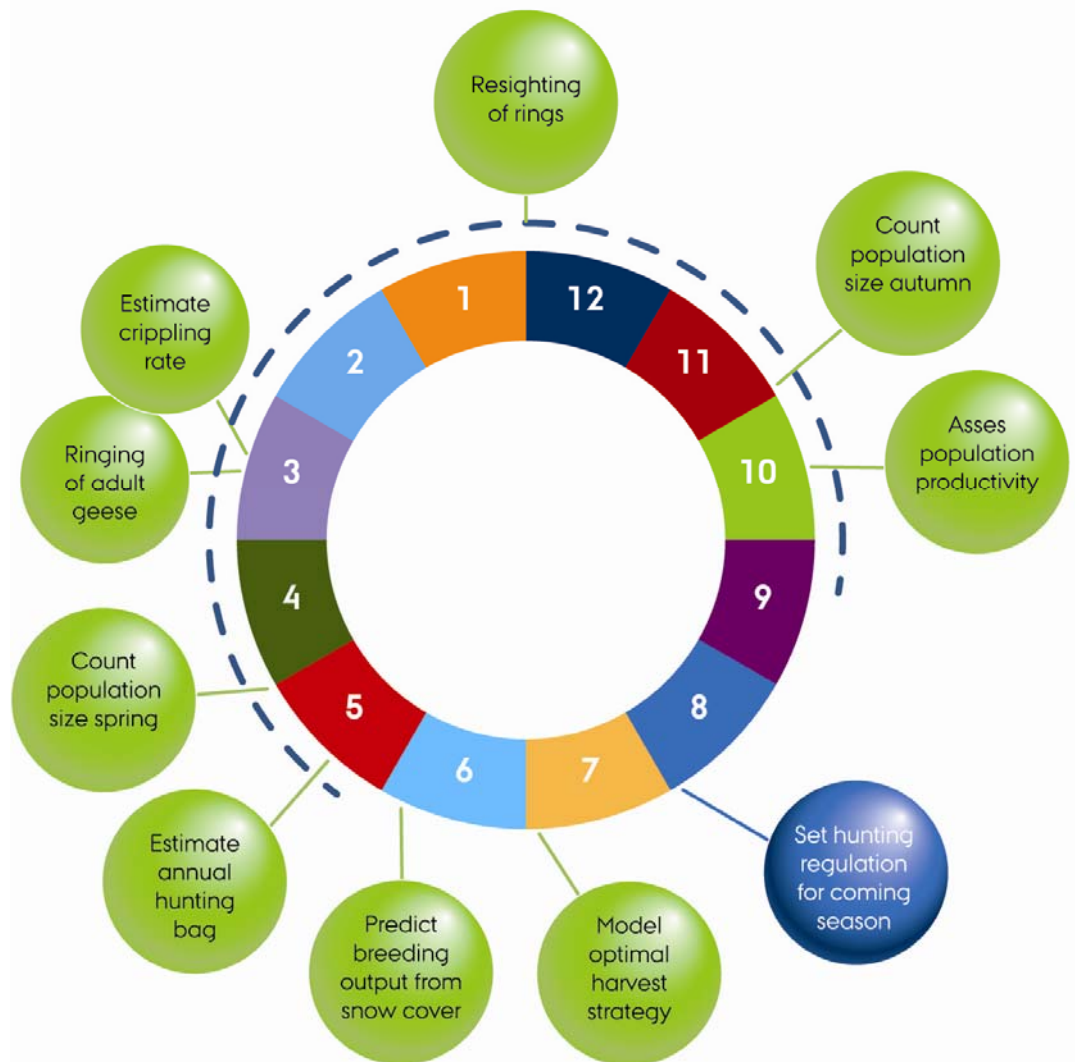 Resighting
of rings
Count
population
size autumn
Asses
population
productivity
Set hunting
regulation
for coming
season
Model
optimal
harvest
strategy
Predict
breeding
output from
snow cover
Estimate
annual
hunting
bag
Count
population
size spring
Ringing
of adult
geese
Estimate
crippling
rate
1
2
3
4
5
6
7
8
9
10
11
12